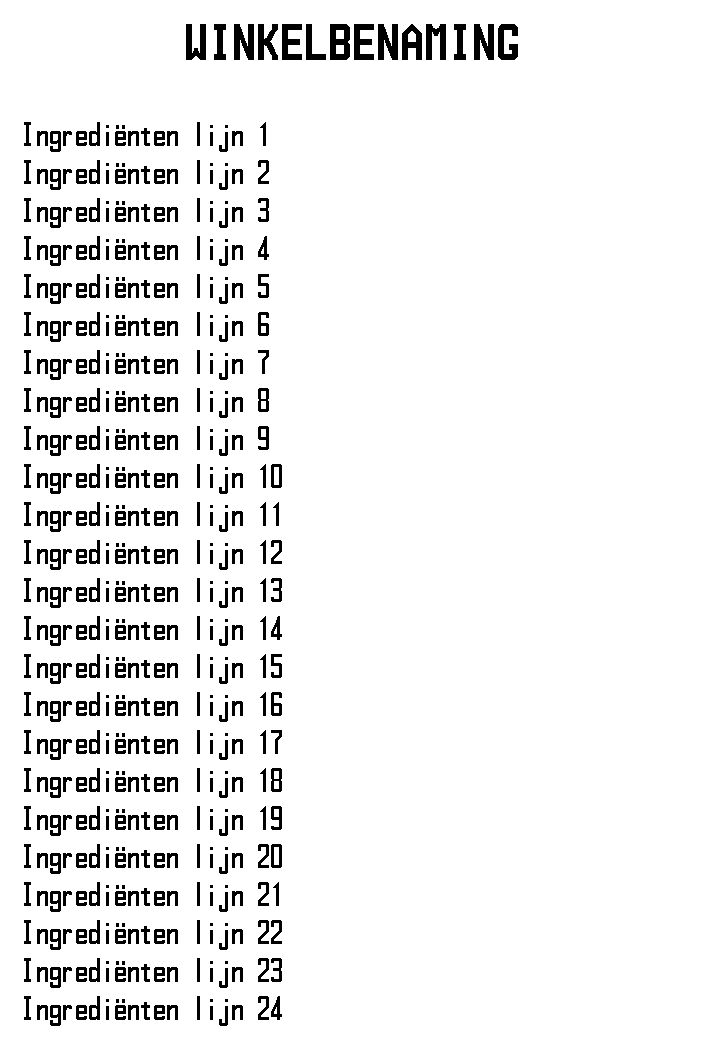 WINKELBENAMING
Ingrediënten lijn 1
Ingrediënten lijn 2
Ingrediënten lijn 3
Ingrediënten lijn 4
Ingrediënten lijn 5
Ingrediënten lijn 6
Ingrediënten lijn 7
Ingrediënten lijn 8
Ingrediënten lijn 9
Ingrediënten lijn 10
Ingrediënten lijn 11
Ingrediënten lijn 12
Ingrediënten lijn 13
Ingrediënten lijn 14
Ingrediënten lijn 15
Ingrediënten lijn 16
Ingrediënten lijn 17
Ingrediënten lijn 18
Ingrediënten lijn 19
Ingrediënten lijn 20
Ingrediënten lijn 21
Ingrediënten lijn 22
Ingrediënten lijn 23
Ingrediënten lijn 24